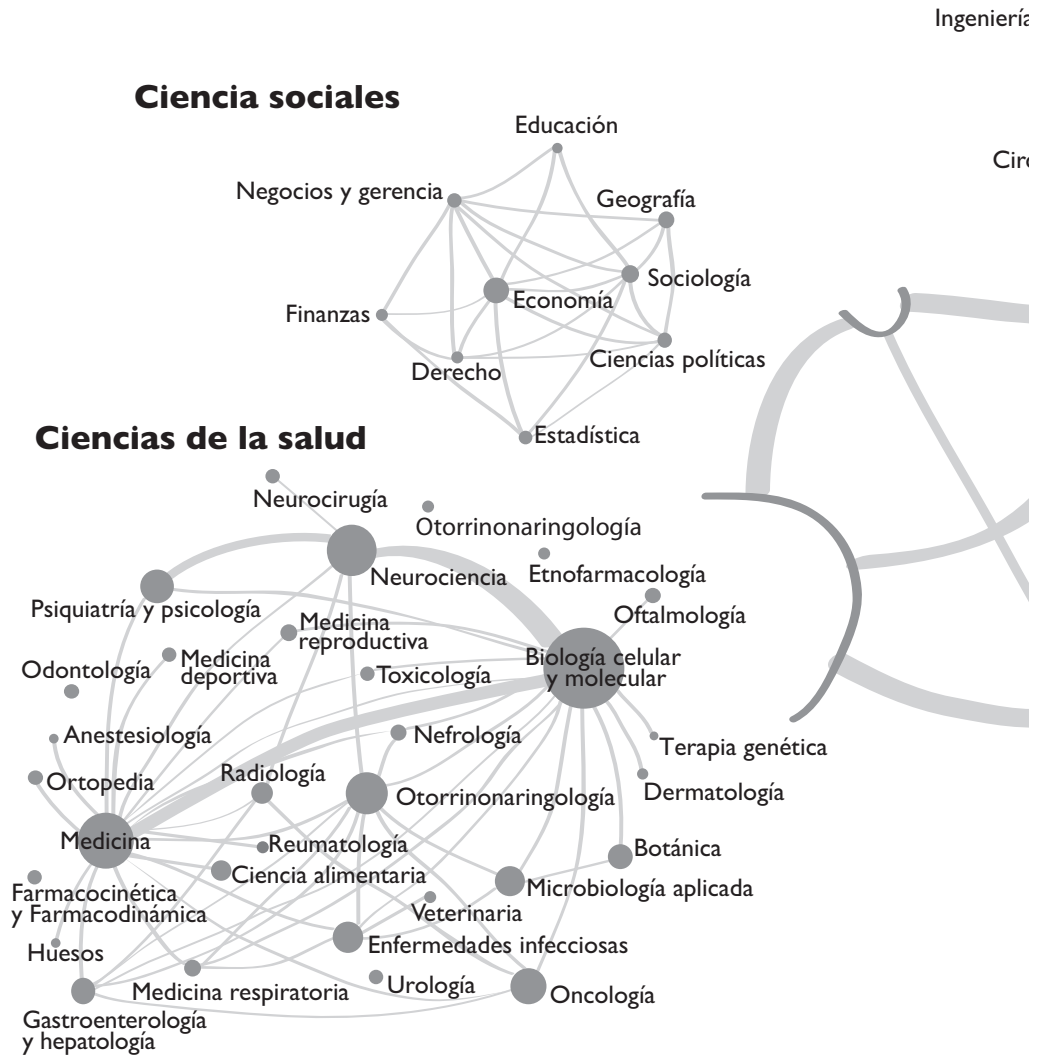 Ingeniería
Ciencia sociales
Educación
Circ
Negocios y gerencia
Geografía
Sociología
Economía
Finanzas
Ciencias políticas
Derecho
Estadística
Ciencias de la salud
Neurocirugía
Otorrinonaringología
Neurociencia
Etnofarmacología
Psiquiatría y psicología
Oftalmología
Medicina
reproductiva
Biología celular
y molecular
Odontología
Medicina
deportiva
Toxicología
Anestesiología
Nefrología
Terapia genética
Ortopedia
Radiología
Otorrinonaringología
Dermatología
Medicina
Reumatología
Botánica
Ciencia alimentaria
Microbiología aplicada
Farmacocinética
y Farmacodinámica
Veterinaria
Huesos
Enfermedades infecciosas
Medicina respiratoria
Urología
Oncología
Gastroenterología
y hepatología